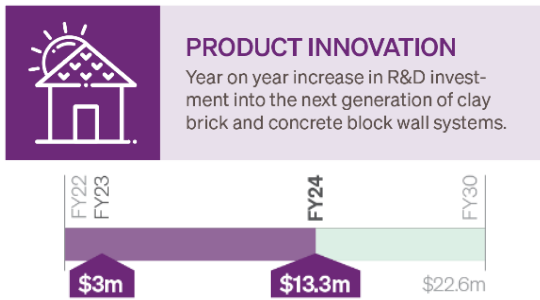 PRODUCT INNOVATION
Year on year increase in R&D invest-
ment into the next generation of clay
brick and concrete block wall systems.
FY22
FY23
FY24
FY30
$3m
$13.3m
$22.6m